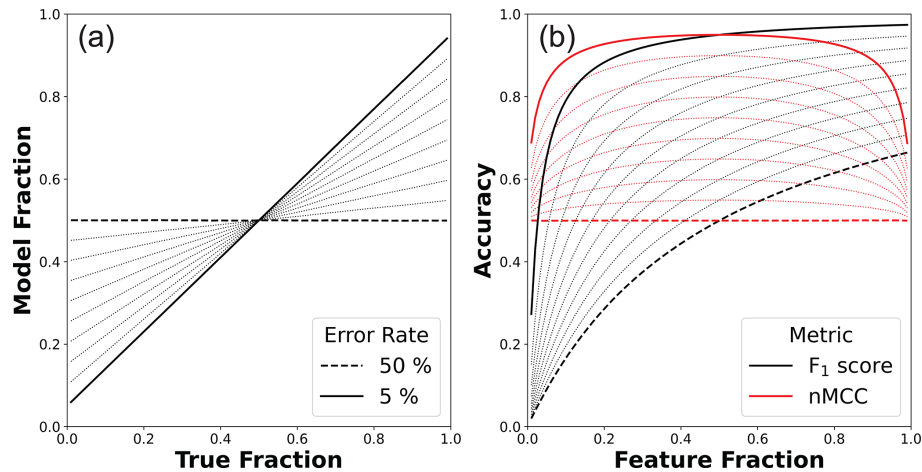 (a)
1.0
0.8
0.6
0.4
0.2
0.0
Model Fraction
0.0 0.2 0.4 0.6 0.8 1.0
True Fraction
Error Rate
50 %
5 %
(b)
1.0
0.8
0.6
0.4
0.2
0.0
Accuracy
0.0 0.2 0.4 0.6 0.8 1.0
Feature Fraction
Metric
F₁ score
nMCC